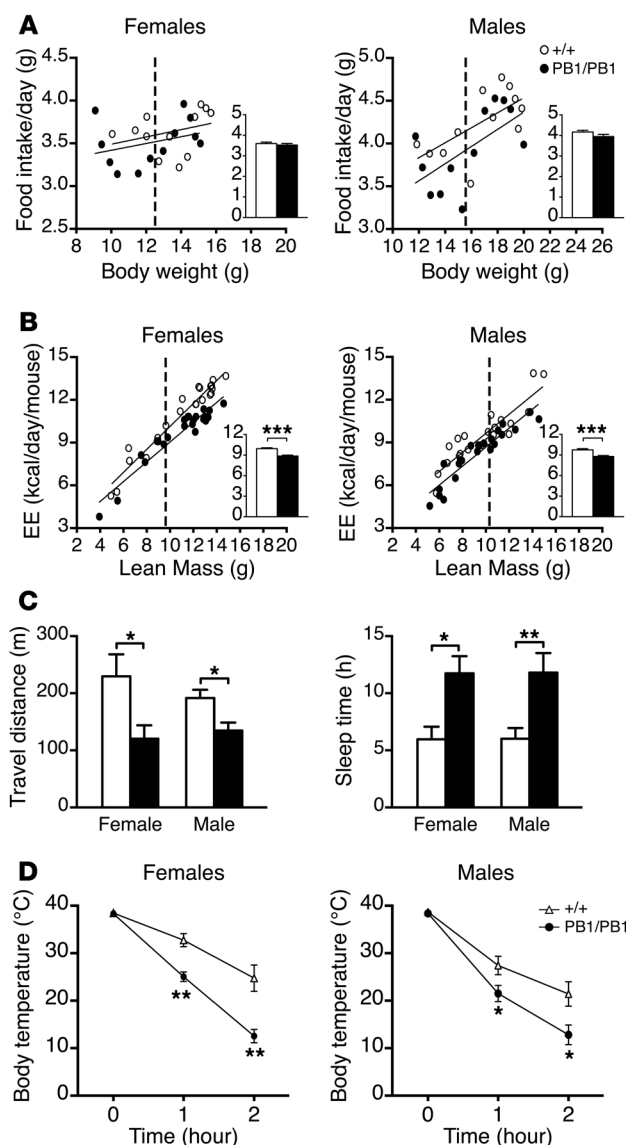 A
Females
Males
+/+
PB1/PB1
Food intake/day (g)
4.5
4.0
3.5
3.0
2.5
5
4
3
2
1
0
8 10 12 14 16 18 20
Body weight (g)
Food intake/day (g)
5.0
4.5
4.0
3.5
3.0
5
4
3
2
1
0
10 12 14 16 18 20 22 24 26
Body weight (g)
B
Females
Males
EE (kcal/day/mouse)
15
12
9
6
3
12
9
6
3
0
***
2 4 6 8 10 12 14 16 18 20
Lean Mass (g)
EE (kcal/day/mouse)
15
12
9
6
3
12
9
6
3
0
***
2 4 6 8 10 12 14 16 18 20
Lean Mass (g)
C
Travel distance (m)
300
200
100
0
*
*
Female Male
Sleep time (h)
15
10
5
0
*
**
Female Male
D
Females
Males
+/+
PB1/PB1
Body temperature (°C)
40
30
20
10
0
**
**
0 1 2
Time (hour)
Body temperature (°C)
40
30
20
10
0
*
*
0 1 2
Time (hour)